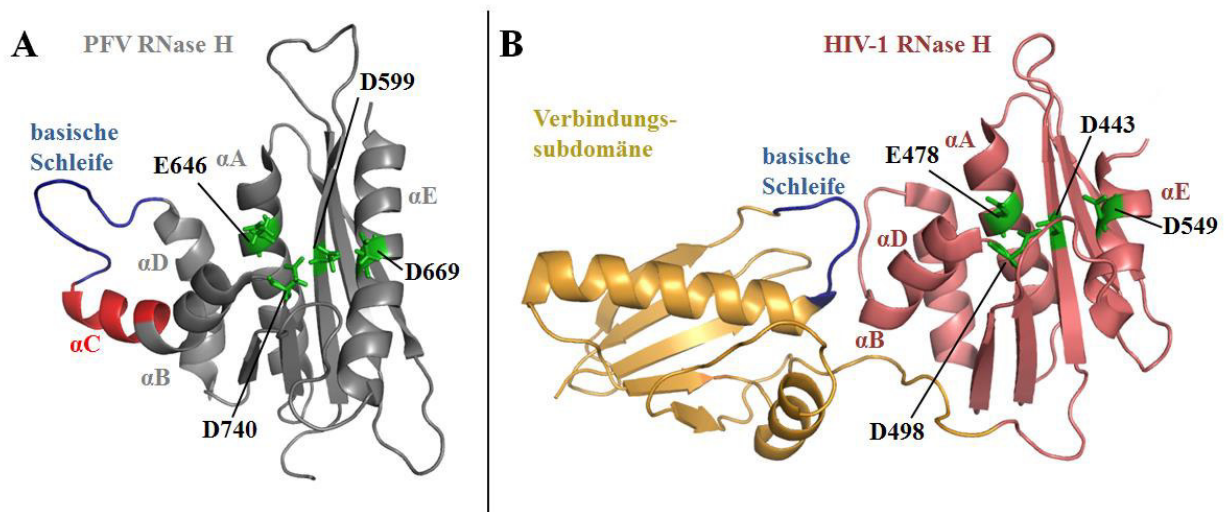 A
PFV RNase H
D599
basische
Schleife
E646
αA
αE
αD
D669
αC
αB
D740
B
HIV-1 RNase H
Verbindungs-
subdomäne
basische
Schleife
D443
E478
αA
αE
D549
αD
αB
D498